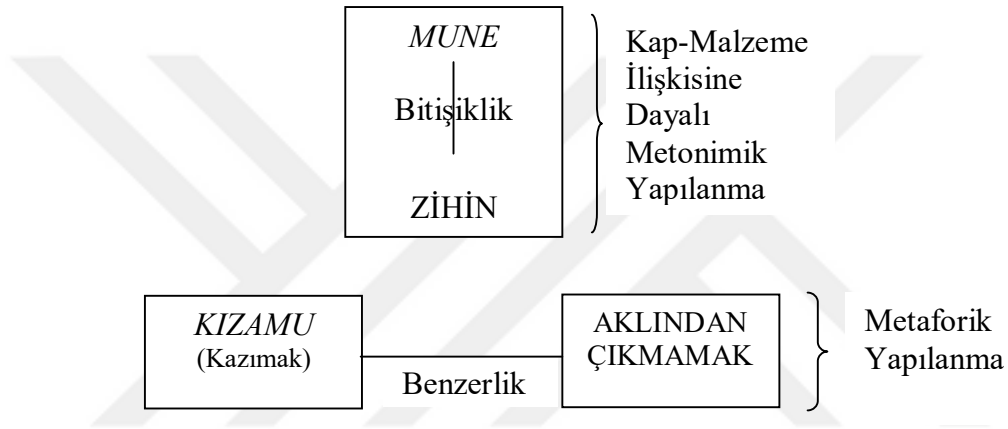 MUNE
Bitişiklik
ZİHİN
Kap-Malzeme
İlişkisine
Dayalı
Metonimik
Yapılanma
KIZAMU
(Kazımak)
Benzerlik
AKLINDAN
ÇIKMAMAK
Metaforik
Yapılanma